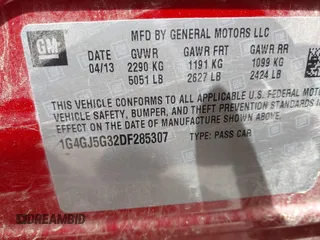 GM
MFD BY GENERAL MOTORS LLC
DATE GVWR GAWR FRT GAWR RR
04/13 2290 KG 1191 KG 1099 KG
5051 LB 2627 LB 2424 LB
THIS VEHICLE CONFORMS TO ALL APPLICABLE U.S. FEDERAL
VEHICLE SAFETY, BUMPER, AND THEFT PREVENTION STANDARDS
IN EFFECT ON THE DATE OF MANUFACTURE SHOWN ABOVE.
1G4GJ5G32DF285307 TYPE: PASS CAR
DREAMBID